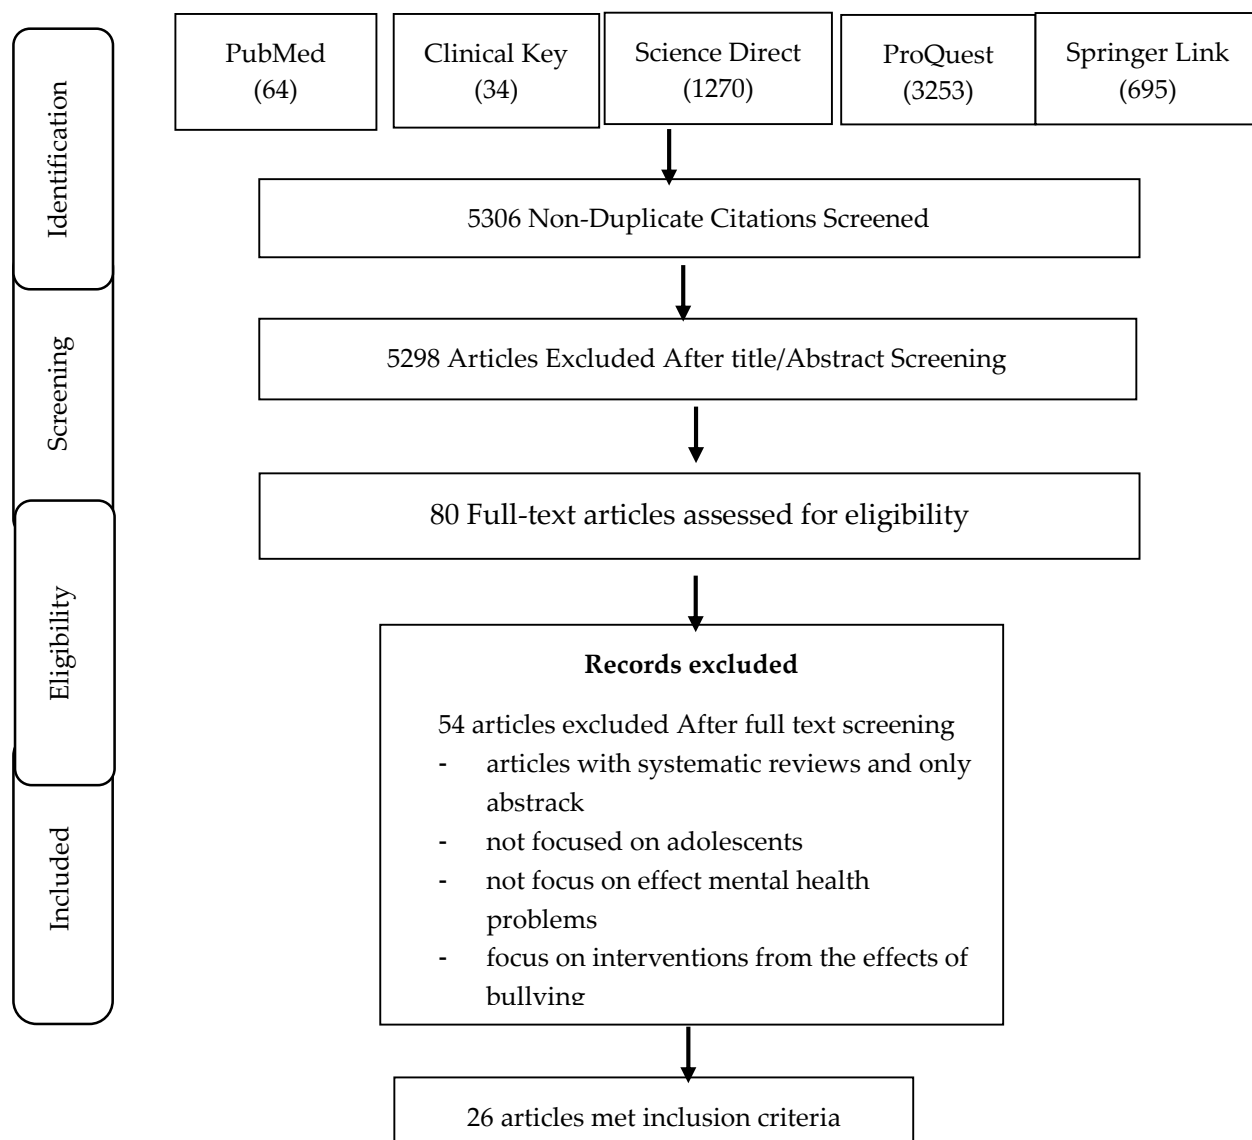 PubMed
(64)
Clinical Key
(34)
Science Direct
(1270)
ProQuest
(3253)
Springer Link
(695)
Identification
5306 Non-Duplicate Citations Screened
Screening
5298 Articles Excluded After title/Abstract Screening
80 Full-text articles assessed for eligibility
Eligibility
Records excluded
54 articles excluded After full text screening
- articles with systematic reviews and only
abstrack
- not focused on adolescents
- not focus on effect mental health
problems
- focus on interventions from the effects of
bullying
Included
26 articles met inclusion criteria